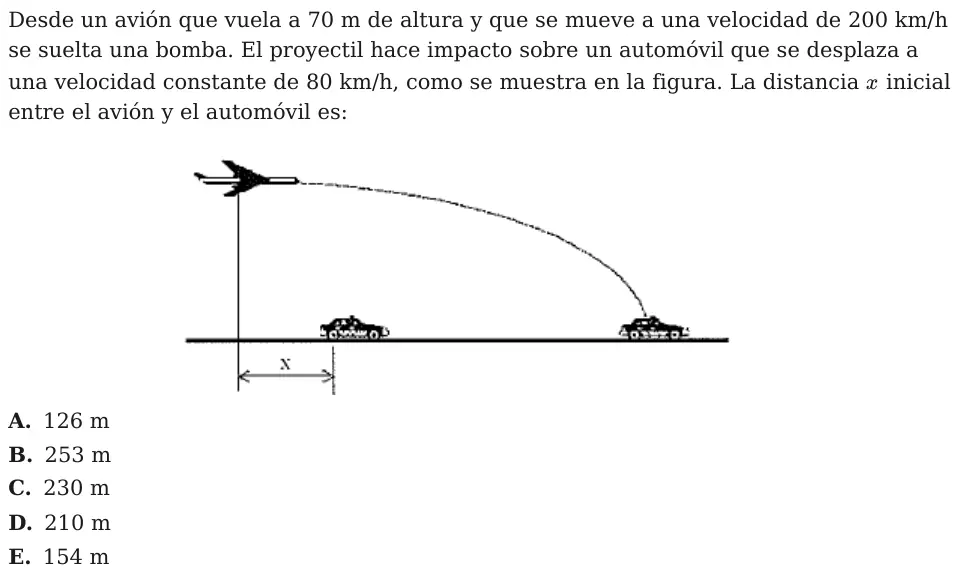 Desde un avión que vuela a 70 m de altura y que se mueve a una velocidad de 200 km/h
se suelta una bomba. El proyectil hace impacto sobre un automóvil que se desplaza a
una velocidad constante de 80 km/h, como se muestra en la figura. La distancia x inicial
entre el avión y el automóvil es:
x
A. 126 m
B. 253 m
C. 230 m
D. 210 m
E. 154 m